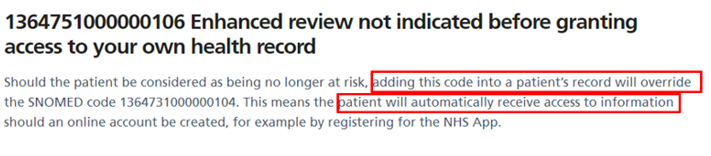 1364751000000106 Enhanced review not indicated before granting
access to your own health record
Should the patient be considered as being no longer at risk, adding this code into a patient's record will override
the SNOMED code 1364731000000104. This means the patient will automatically receive access to information
should an online account be created, for example by registering for the NHS App.